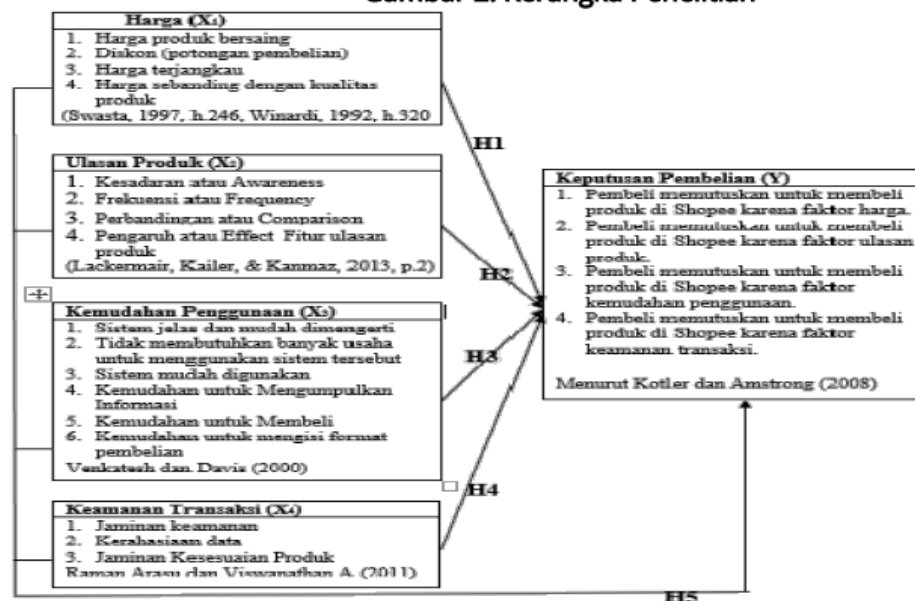 Gambar 2. Kerangka Penelitian
Harga (X1)
1. Harga produk bersaing
2. Diskon (potongan pembelian)
3. Harga terjangkau
4. Harga sebanding dengan kualitas
produk
(Swasta, 1997, h.246, Winardi, 1992, h.320
H1
Ulasan Produk (X2)
1. Kesadaran atau Awareness
2. Frekuensi atau Frequency
3. Perbandingan atau Comparison
4. Pengaruh atau Effect Fitur ulasan
produk
(Lackermair, Kailer, & Kanmaz, 2013, p.2)
H2
Kemudahan Penggunaan (X3)
1. Sistem jelas dan mudah dimengerti
2. Tidak membutuhkan banyak usaha
untuk menggunakan sistem tersebut
3. Sistem mudah digunakan
4. Kemudahan untuk Mengumpulkan
Informasi
5. Kemudahan untuk Membeli
6. Kemudahan untuk mengisi format
pembelian
Venkatesh dan Davis (2000)
H3
Keamanan Transaksi (X4)
1. Jaminan keamanan
2. Kerahasiaan data
3. Jaminan Kesesuaian Produk
Raman Arasu dan Viswanathan A. (2011)
H4
Keputusan Pembelian (Y)
1. Pembeli memutuskan untuk membeli
produk di Shopee karena faktor harga.
2. Pembeli memutuskan untuk membeli
produk di Shopee karena faktor ulasan
produk.
3. Pembeli memutuskan untuk membeli
produk di Shopee karena faktor
kemudahan penggunaan.
4. Pembeli memutuskan untuk membeli
produk di Shopee karena faktor
keamanan transaksi.
Menurut Kotler dan Amstrong (2008)
H5